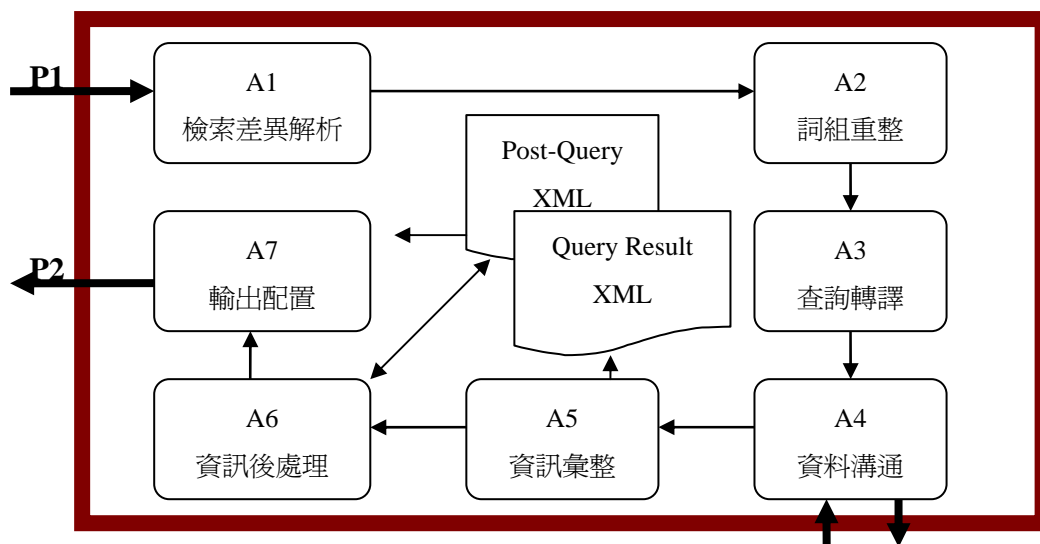 P1
A1
檢索差異解析
A2
詞組重整
Post-Query
XML
P2
A7
輸出配置
Query Result
XML
A3
查詢轉譯
A6
資訊後處理
A5
資訊彙整
A4
資料溝通